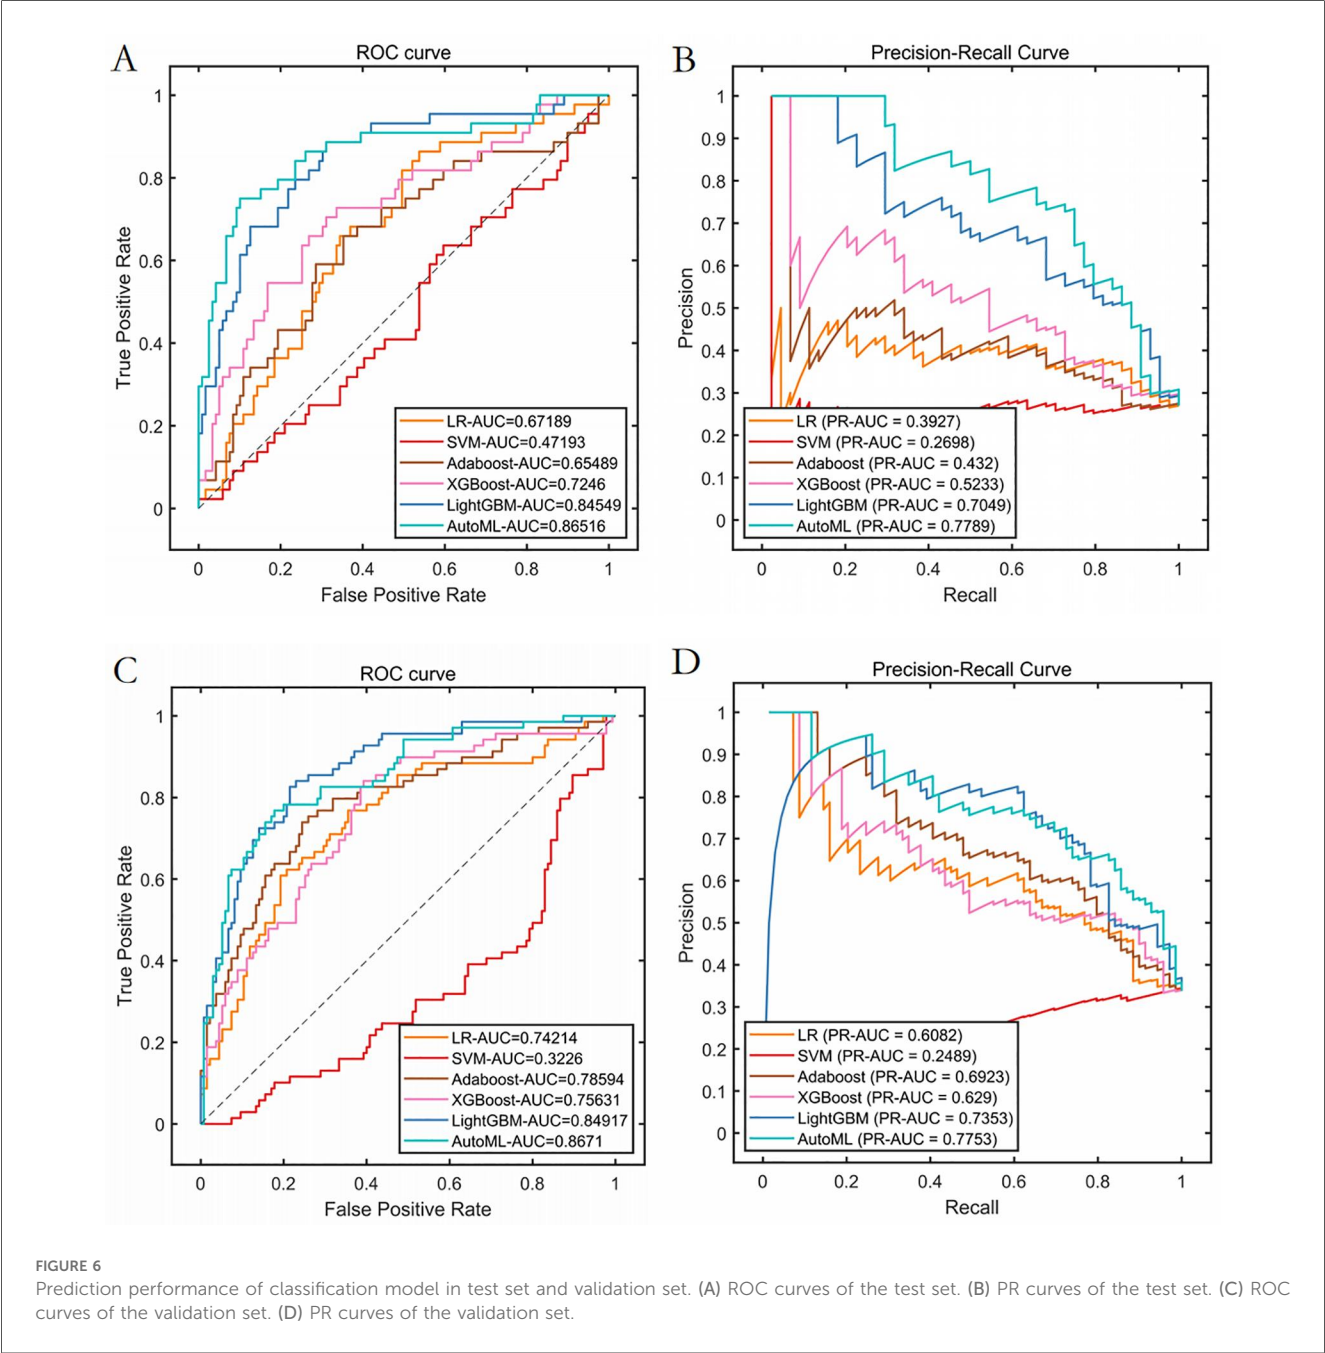 A
ROC curve
1
0.8
0.6
0.4
0.2
0
True Positive Rate
LR-AUC=0.67189
SVM-AUC=0.47193
Adaboost-AUC=0.65489
XGBoost-AUC=0.7246
LightGBM-AUC=0.84549
AutoML-AUC=0.86516
0 0.2 0.4 0.6 0.8 1
False Positive Rate
B
Precision-Recall Curve
1
0.9
0.8
0.7
0.6
0.5
0.4
0.3
0.2
0.1
0
Precision
LR (PR-AUC = 0.3927)
SVM (PR-AUC = 0.2698)
Adaboost (PR-AUC = 0.432)
XGBoost (PR-AUC = 0.5233)
LightGBM (PR-AUC = 0.7049)
AutoML (PR-AUC = 0.7789)
0 0.2 0.4 0.6 0.8 1
Recall
C
ROC curve
1
0.8
0.6
0.4
0.2
0
True Positive Rate
LR-AUC=0.74214
SVM-AUC=0.3226
Adaboost-AUC=0.78594
XGBoost-AUC=0.75631
LightGBM-AUC=0.84917
AutoML-AUC=0.8671
0 0.2 0.4 0.6 0.8 1
False Positive Rate
D
Precision-Recall Curve
1
0.9
0.8
0.7
0.6
0.5
0.4
0.3
0.2
0.1
0
Precision
LR (PR-AUC = 0.6082)
SVM (PR-AUC = 0.2489)
Adaboost (PR-AUC = 0.6923)
XGBoost (PR-AUC = 0.629)
LightGBM (PR-AUC = 0.7353)
AutoML (PR-AUC = 0.7753)
0 0.2 0.4 0.6 0.8 1
Recall
FIGURE 6
Prediction performance of classification model in test set and validation set. (A) ROC curves of the test set. (B) PR curves of the test set. (C) ROC
curves of the validation set. (D) PR curves of the validation set.